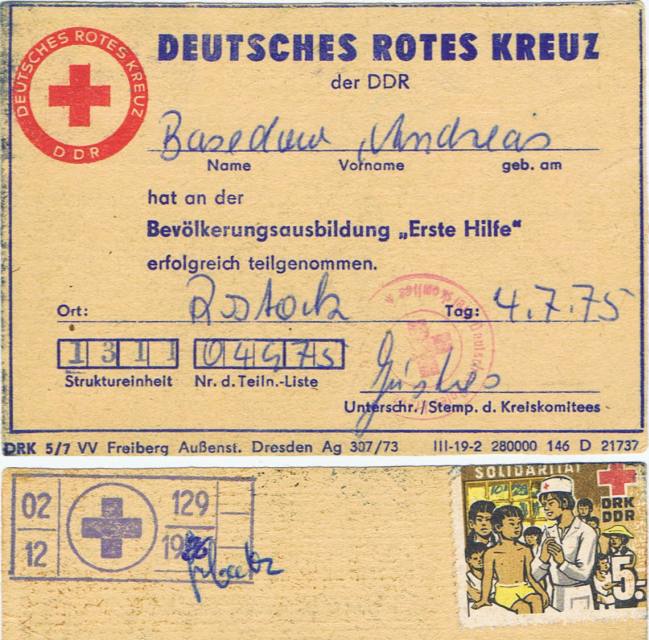 DEUTSCHES ROTES KREUZ
DEUTSCHES ROTES KREUZ
DDR
der DDR
Basedow, Andreas
Name Vorname geb. am
hat an der
Bevölkerungsausbildung „Erste Hilfe"
erfolgreich teilgenommen.
Ort: Rostock Tag: 4.7.75
1311
Struktureinheit Nr. d. Teiln.-Liste
Unterschr./Stemp. d. Kreiskomitees
DRK 5/7 VV Freiberg Außenst. Dresden Ag 307/73 III-19-2 280000 146 D 21737
02 129
12
SOLIDARITÄT
DRK
DDR
5.-